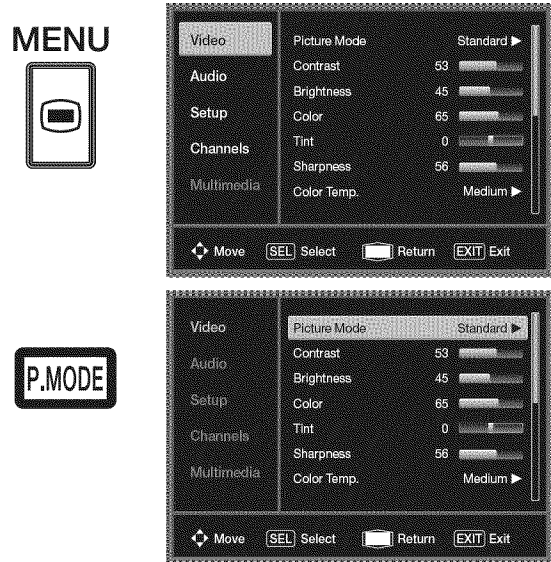 MENU
Video
Audio
Setup
Channels
Multimedia
Picture Mode Standard ▶
Contrast 53
Brightness 45
Color 65
Tint 0
Sharpness 56
Color Temp. Medium ▶
Move SEL Select Return EXIT Exit
P.MODE
Video
Audio
Setup
Channels
Multimedia
Picture Mode Standard ▶
Contrast 53
Brightness 45
Color 65
Tint 0
Sharpness 56
Color Temp. Medium ▶
Move SEL Select Return EXIT Exit